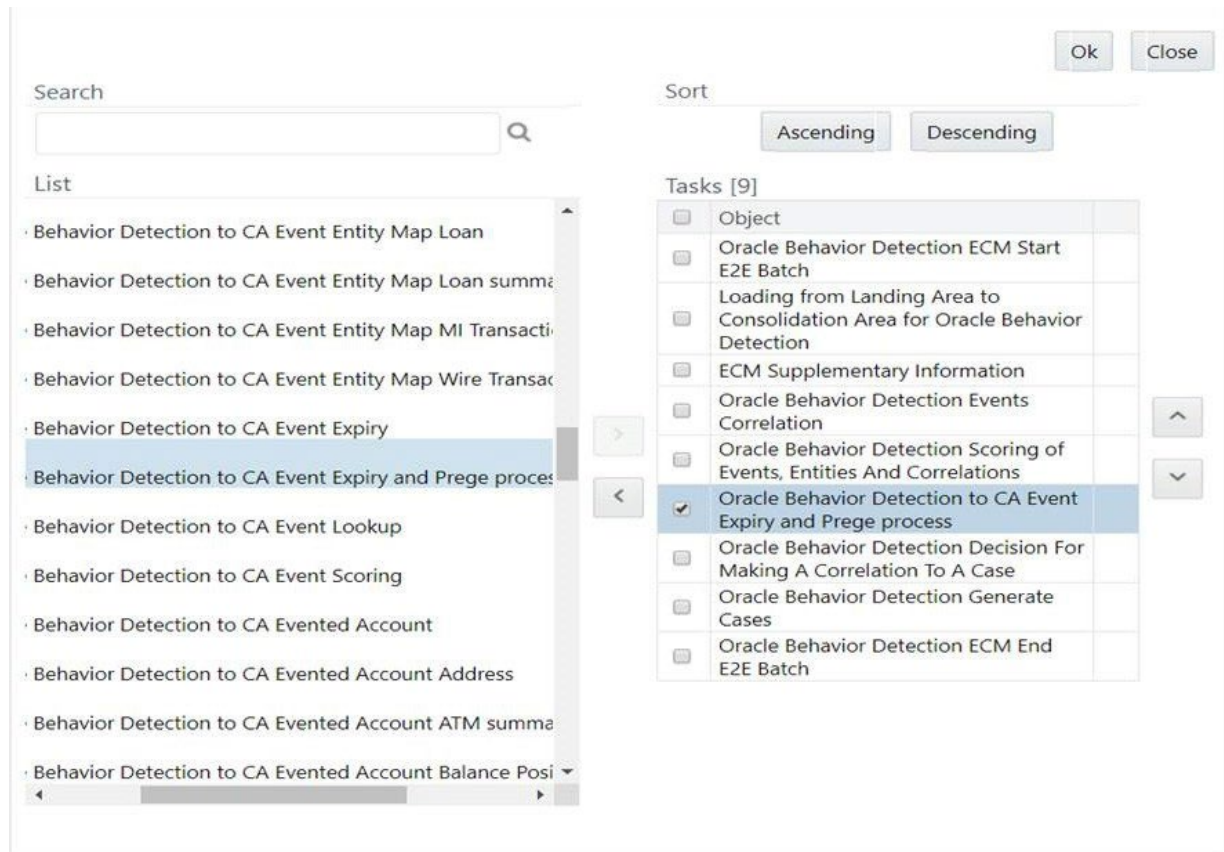 Ok Close
Search
Sort
Ascending Descending
List
Tasks [9]
Behavior Detection to CA Event Entity Map Loan
Behavior Detection to CA Event Entity Map Loan summa
Behavior Detection to CA Event Entity Map MI Transacti
Behavior Detection to CA Event Entity Map Wire Transac
Behavior Detection to CA Event Expiry
Behavior Detection to CA Event Expiry and Prege proces
Behavior Detection to CA Event Lookup
Behavior Detection to CA Event Scoring
Behavior Detection to CA Evented Account
Behavior Detection to CA Evented Account Address
Behavior Detection to CA Evented Account ATM summa
Behavior Detection to CA Evented Account Balance Posi
Object
Oracle Behavior Detection ECM Start
E2E Batch
Loading from Landing Area to
Consolidation Area for Oracle Behavior
Detection
ECM Supplementary Information
Oracle Behavior Detection Events
Correlation
Oracle Behavior Detection Scoring of
Events, Entities And Correlations
Oracle Behavior Detection to CA Event
Expiry and Prege process
Oracle Behavior Detection Decision For
Making A Correlation To A Case
Oracle Behavior Detection Generate
Cases
Oracle Behavior Detection ECM End
E2E Batch